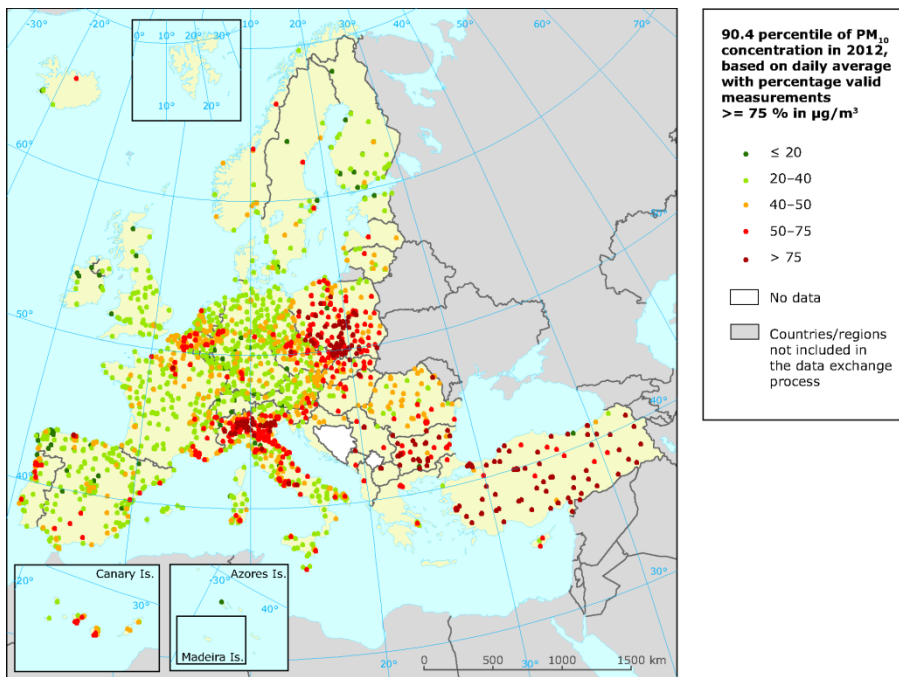 -30° -20° -10° 0° 10° 20° 30° 40° 50° 60° 70°
30°
20°
10° 20°
60°
50°
50°
40°
40°
Canary Is.
Azores Is.
-30°
20°
30°
40°
30°
Madeira Is.
0 500 1000 1500 km
10°
20°
30°
40°
90.4 percentile of PM₁₀
concentration in 2012,
based on daily average
with percentage valid
measurements
>= 75 % in µg/m³
≤ 20
20–40
40–50
50–75
> 75
No data
Countries/regions
not included in
the data exchange
process